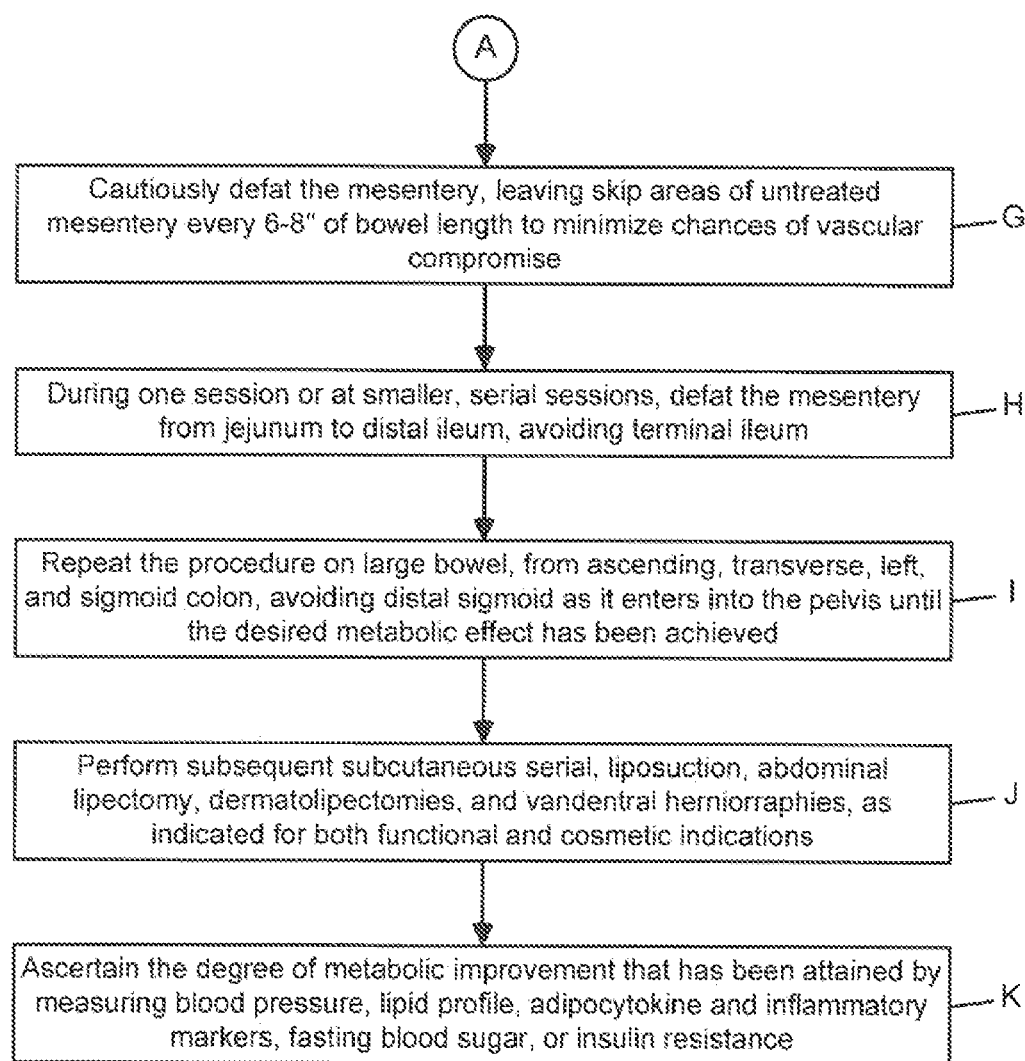 A
Cautiously defat the mesentery, leaving skip areas of untreated
mesentery every 6-8" of bowel length to minimize chances of vascular
compromise
G
During one session or at smaller, serial sessions, defat the mesentery
from jejunum to distal ileum, avoiding terminal ileum
H
Repeat the procedure on large bowel, from ascending, transverse, left,
and sigmoid colon, avoiding distal sigmoid as it enters into the pelvis until
the desired metabolic effect has been achieved
I
Perform subsequent subcutaneous serial, liposuction, abdominal
lipectomy, dermatolipectomies, and vandentral herniorraphies, as
indicated for both functional and cosmetic indications
J
Ascertain the degree of metabolic improvement that has been attained by
measuring blood pressure, lipid profile, adipocytokine and inflammatory
markers, fasting blood sugar, or insulin resistance
K